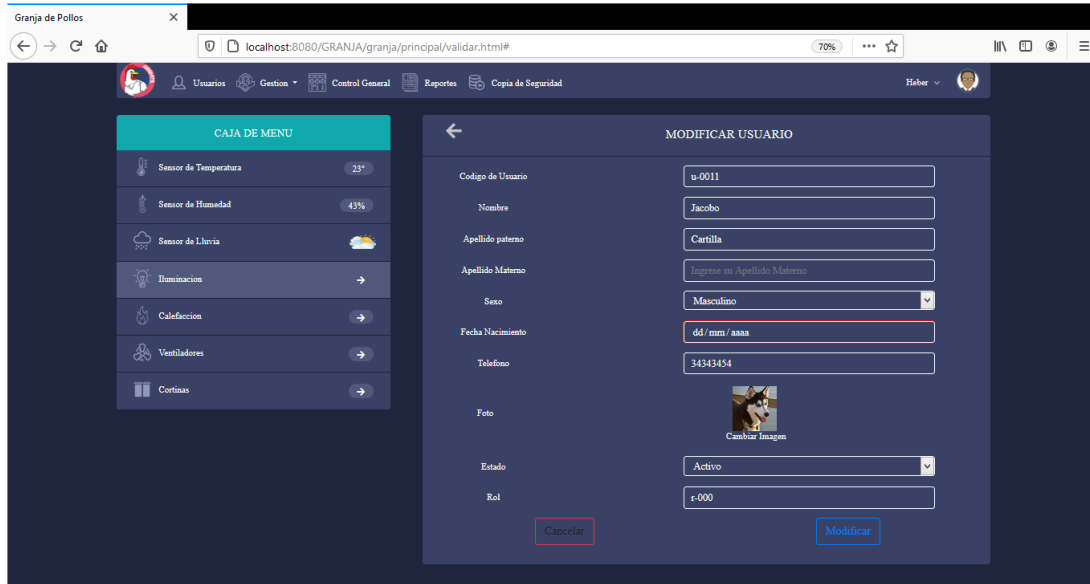 Granja de Pollos
localhost:8080/GRANJA/granja/principal/validar.html#
70%
Usuarios Gestion Control General Reportes Copia de Seguridad Heber
CAJA DE MENU
Sensor de Temperatura 23°
Sensor de Humedad 43%
Sensor de Lluvia
Iluminacion
Calefaccion
Ventiladores
Cortinas
MODIFICAR USUARIO
Codigo de Usuario u-0011
Nombre Jacobo
Apellido paterno Cartilla
Apellido Materno Ingrese su Apellido Materno
Sexo Masculino
Fecha Nacimiento dd/mm/aaaa
Telefono 34343454
Foto
Cambiar Imagen
Estado Activo
Rol r-000
Cancelar Modificar